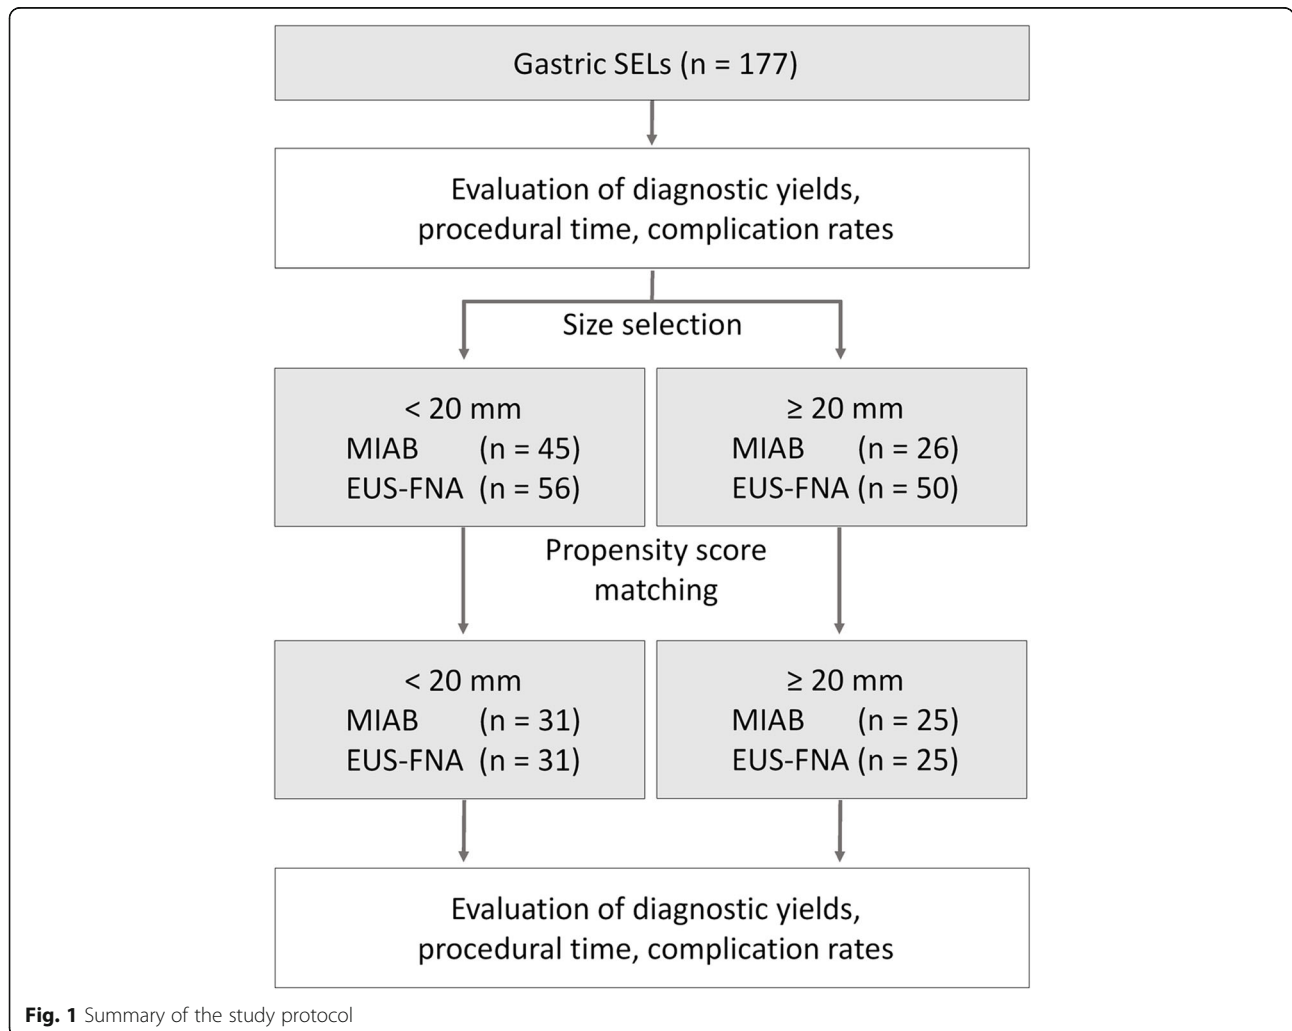 Gastric SELs (n = 177)
Evaluation of diagnostic yields,
procedural time, complication rates
Size selection
< 20 mm
MIAB (n = 45)
EUS-FNA (n = 56)
≥ 20 mm
MIAB (n = 26)
EUS-FNA (n = 50)
Propensity score
matching
< 20 mm
MIAB (n = 31)
EUS-FNA (n = 31)
≥ 20 mm
MIAB (n = 25)
EUS-FNA (n = 25)
Evaluation of diagnostic yields,
procedural time, complication rates
Fig. 1 Summary of the study protocol